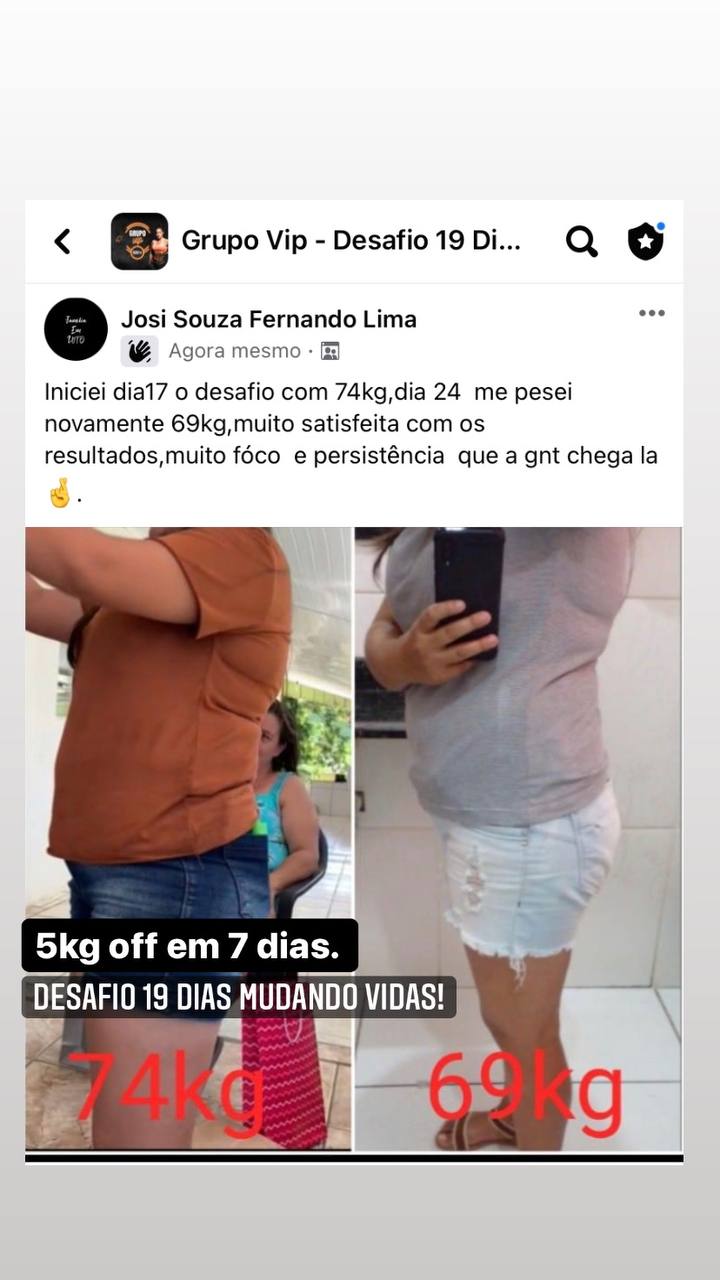 Grupo Vip - Desafio 19 Di...
GRUPO
Josi Souza Fernando Lima
Agora mesmo ·
Iniciei dia17 o desafio com 74kg,dia 24  me pesei
novamente 69kg,muito satisfeita com os
resultados,muito fóco  e persistência  que a gnt chega la
🤞.
5kg off em 7 dias.
DESAFIO 19 DIAS MUDANDO VIDAS!
74kg
69kg